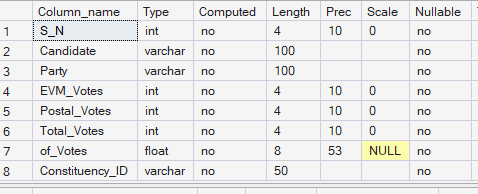 Column_name Type Computed Length Prec Scale Nullable
1 S_N int no 4 10 0 no
2 Candidate varchar no 100 no
3 Party varchar no 100 no
4 EVM_Votes int no 4 10 0 no
5 Postal_Votes int no 4 10 0 no
6 Total_Votes int no 4 10 0 no
7 of_Votes float no 8 53 NULL no
8 Constituency_ID varchar no 50 no